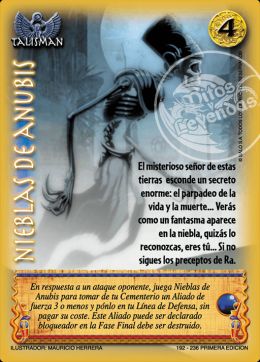 TALISMAN
4
NIEBLAS DE ANUBIS
Mitos
Leyendas
El misterioso señor de estas
tierras esconde un secreto
enorme: el parpadeo de la
vida y la muerte... Verás
como un fantasma aparece
en la niebla, quizás lo
reconozcas, eres tú... Si no
sigues los preceptos de Ra.
En respuesta a un ataque oponente, juega Nieblas de
Anubis para tomar de tu Cementerio un Aliado de
fuerza 3 o menos y pónlo en tu Línea de Defensa, sin
pagar su coste. Este Aliado puede ser declarado
bloqueador en la Fase Final debe ser destruido.
ILUSTRADOR: MAURICIO HERRERA
192 - 236 PRIMERA EDICION